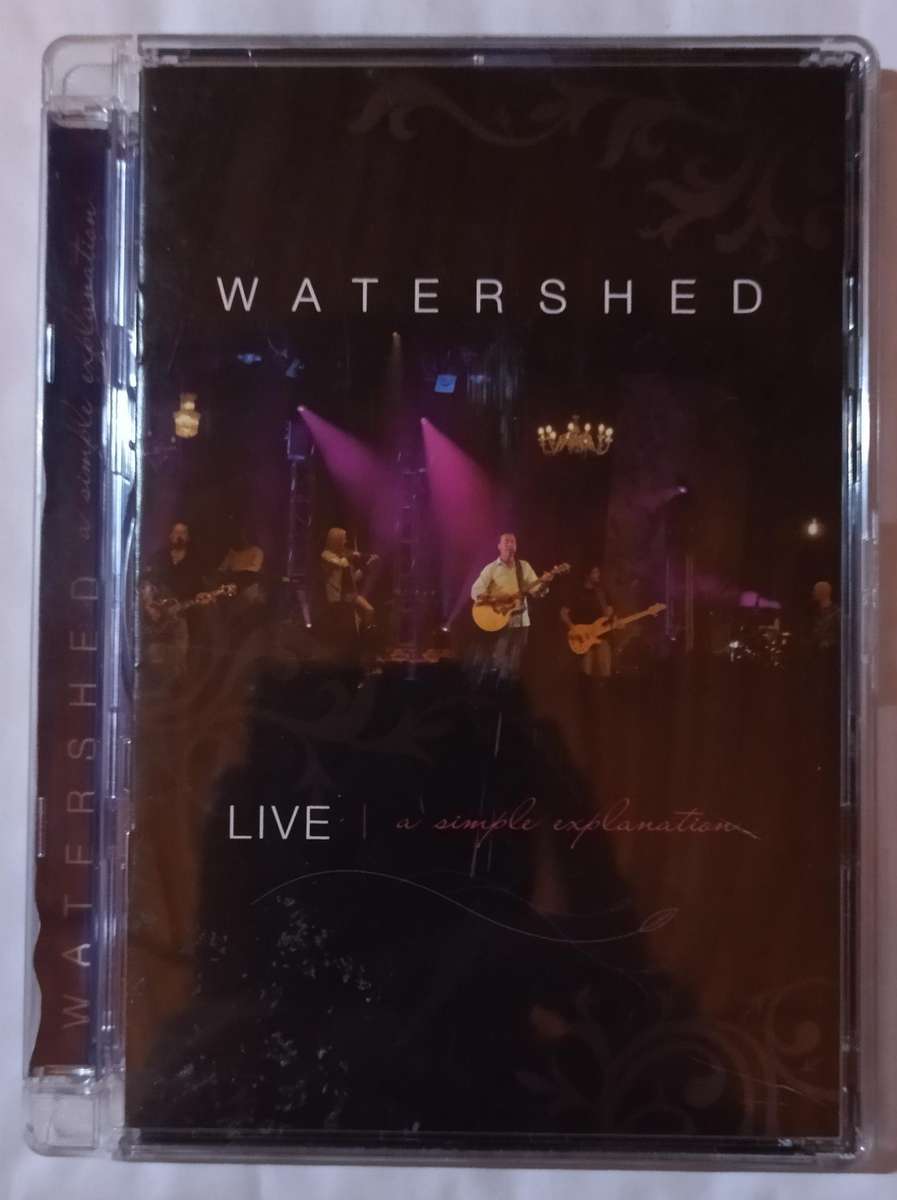 WATERSHED
LIVE | a simple explanation
WATERSHED a simple explanation